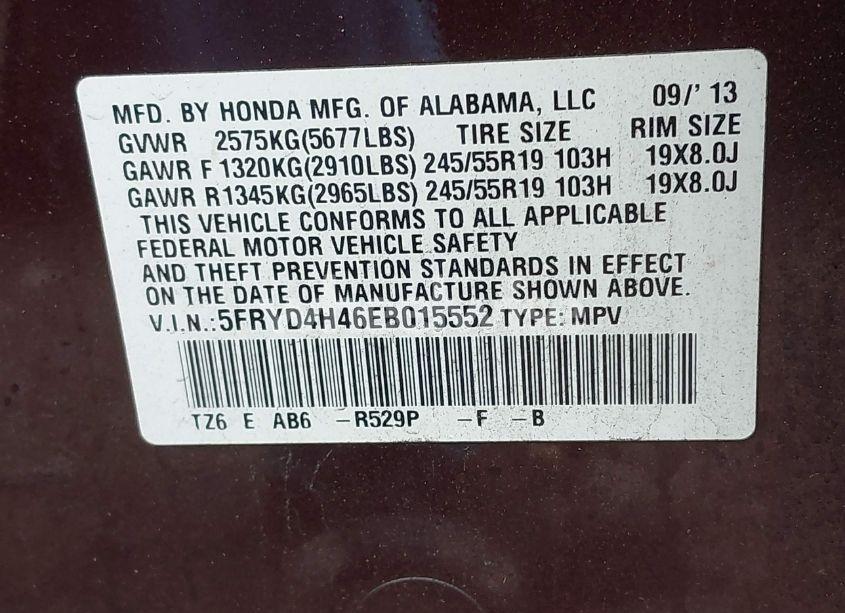 MFD. BY HONDA MFG. OF ALABAMA, LLC 09/' 13
GVWR 2575KG(5677LBS) TIRE SIZE RIM SIZE
GAWR F 1320KG(2910LBS) 245/55R19 103H 19X8.0J
GAWR R 1345KG(2965LBS) 245/55R19 103H 19X8.0J
THIS VEHICLE CONFORMS TO ALL APPLICABLE
FEDERAL MOTOR VEHICLE SAFETY
AND THEFT PREVENTION STANDARDS IN EFFECT
ON THE DATE OF MANUFACTURE SHOWN ABOVE.
V.I.N.:5FRYD4H46EB015552 TYPE: MPV
TZ6 E AB6 –R529P –F –B